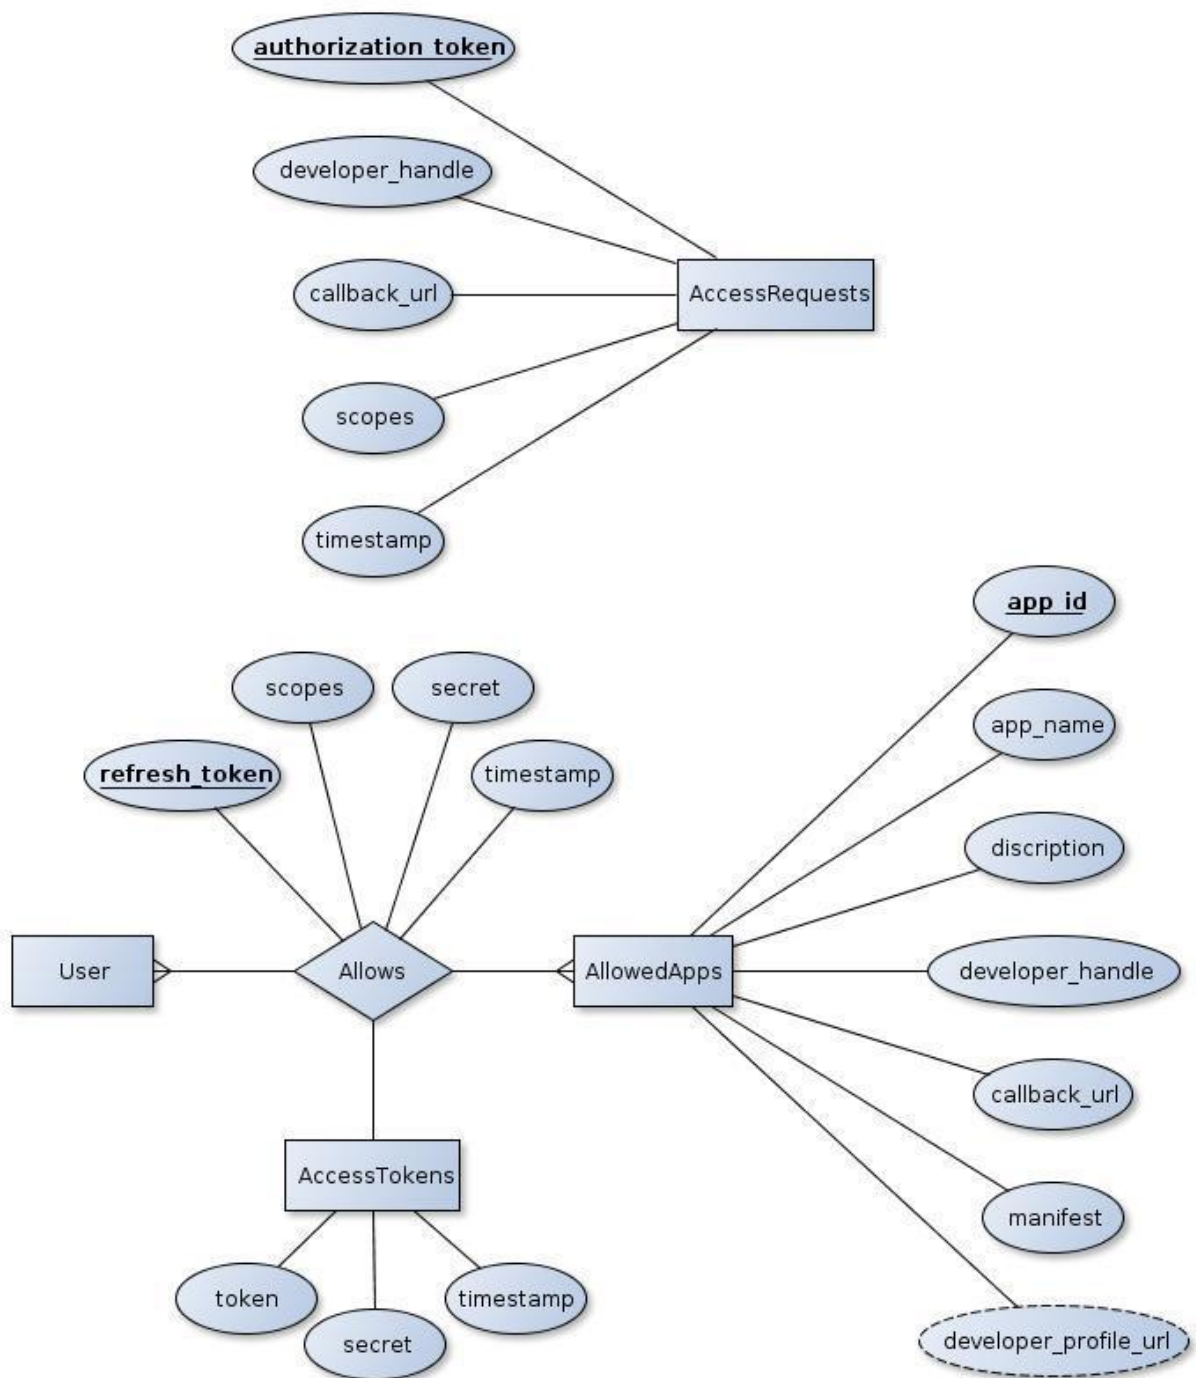 authorization_token
developer_handle
callback_url
AccessRequests
scopes
timestamp
app_id
scopes
secret
app_name
refresh_token
timestamp
discription
User
Allows
AllowedApps
developer_handle
callback_url
AccessTokens
manifest
token
timestamp
secret
developer_profile_url